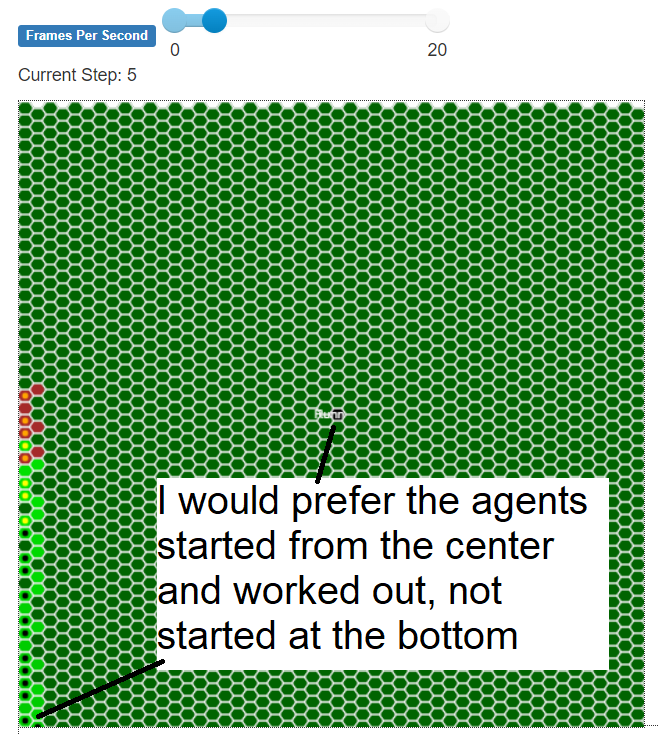 Frames Per Second
0
20
Current Step: 5
I would prefer the agents
started from the center
and worked out, not
started at the bottom